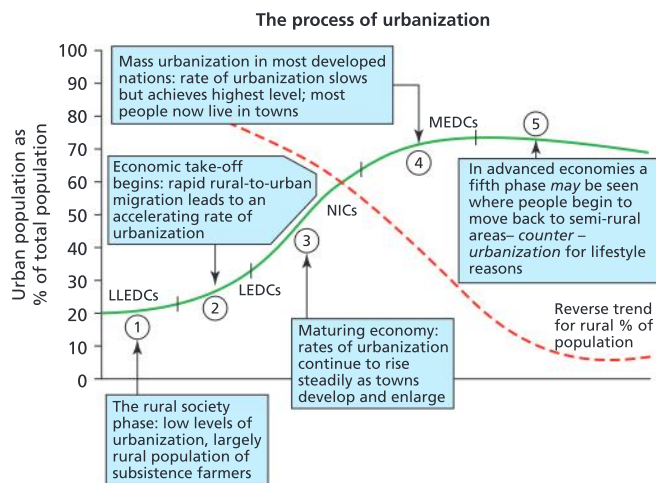 The process of urbanization
Urban population as
% of total population
100
90
80
70
60
50
40
30
20
10
0
Mass urbanization in most developed
nations: rate of urbanization slows
but achieves highest level; most
people now live in towns
Economic take-off
begins: rapid rural-to-urban
migration leads to an
accelerating rate of
urbanization
LLEDCs
1
2
LEDCs
3
NICs
MEDCs
4
5
In advanced economies a
fifth phase may be seen
where people begin to
move back to semi-rural
areas– counter –
urbanization for lifestyle
reasons
Reverse trend
for rural % of
population
Maturing economy:
rates of urbanization
continue to rise
steadily as towns
develop and enlarge
The rural society
phase: low levels of
urbanization, largely
rural population of
subsistence farmers